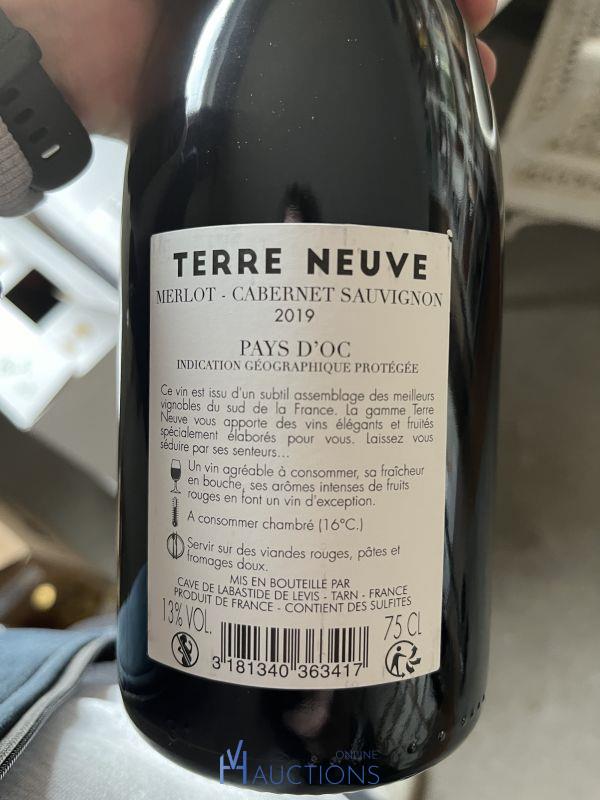 TERRE NEUVE
MERLOT - CABERNET SAUVIGNON
2019
PAYS D'OC
INDICATION GÉOGRAPHIQUE PROTÉGÉE
Ce vin est issu d'un subtil assemblage des meilleurs
vignobles du sud de la France. La gamme Terre
Neuve vous apporte des vins élégants et fruités
spécialement élaborés pour vous. Laissez vous
séduire par ses senteurs...
Un vin agréable à consommer, sa fraîcheur
en bouche, ses arômes intenses de fruits
rouges en font un vin d'exception.
A consommer chambré (16°C.)
Servir sur des viandes rouges, pâtes et
fromages doux.
MIS EN BOUTEILLE PAR
CAVE DE LABASTIDE DE LEVIS - TARN - FRANCE
PRODUIT DE FRANCE - CONTIENT DES SULFITES
13% VOL.
75 CL
3 181340 363417
VH ONLINE
AUCTIONS